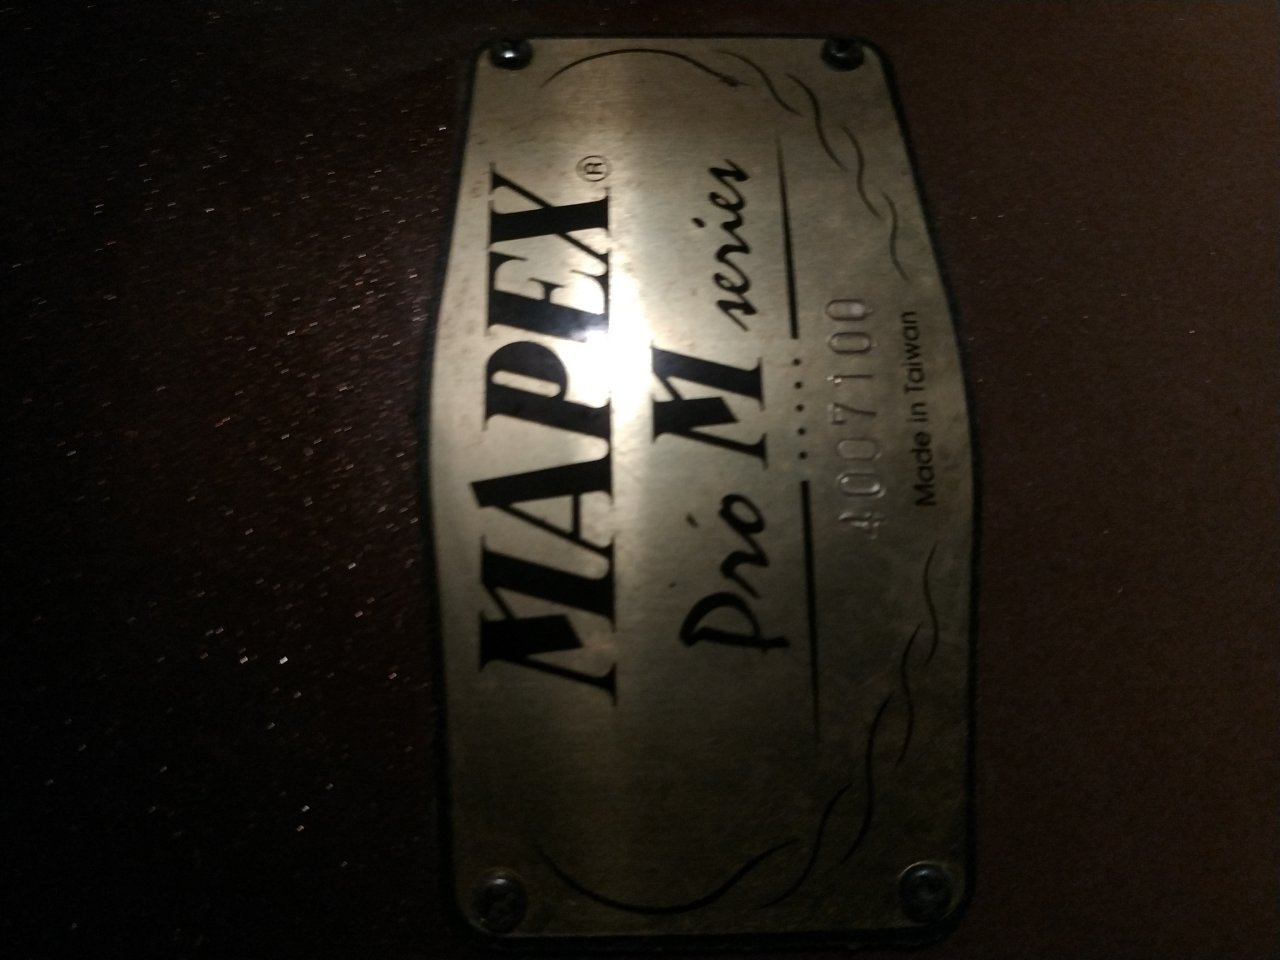 MAPEX®
Pro M series
4007100
Made in Taiwan